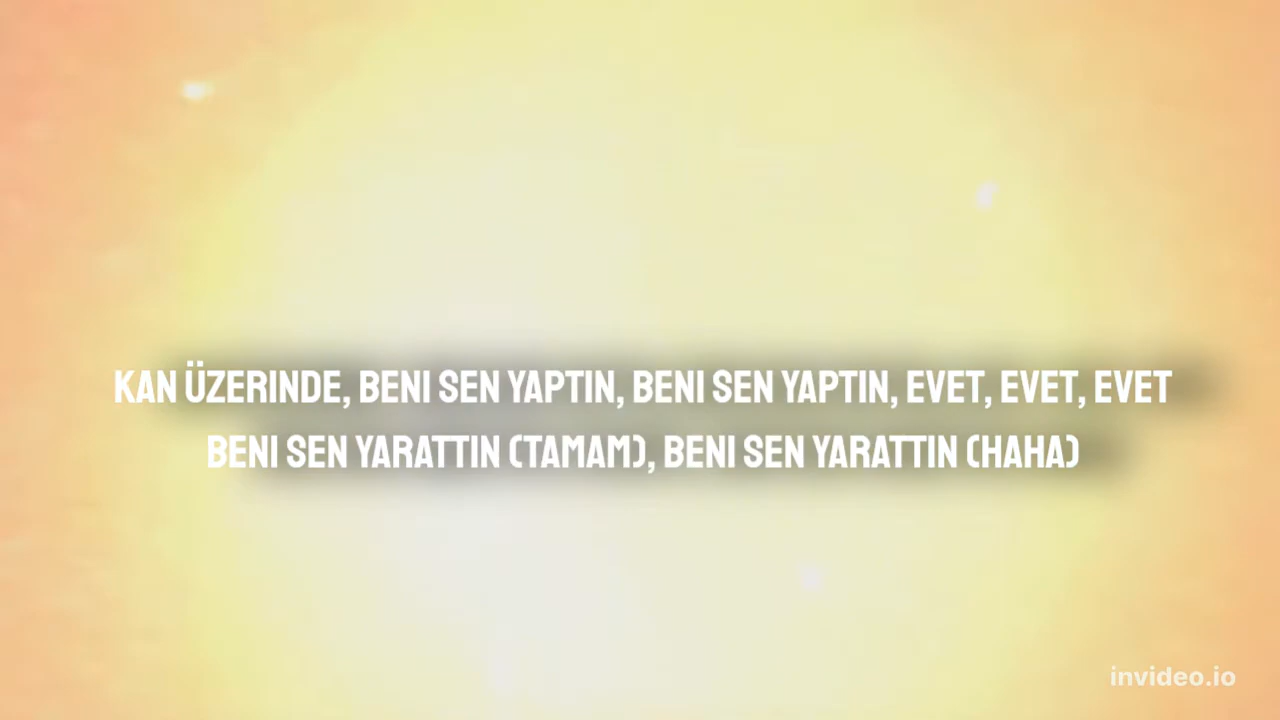 KAN ÜZERINDE, BENI SEN YAPTIN, BENI SEN YAPTIN, EVET, EVET, EVET
BENI SEN YARATTIN (TAMAM), BENI SEN YARATTIN (HAHA)
invideo.io